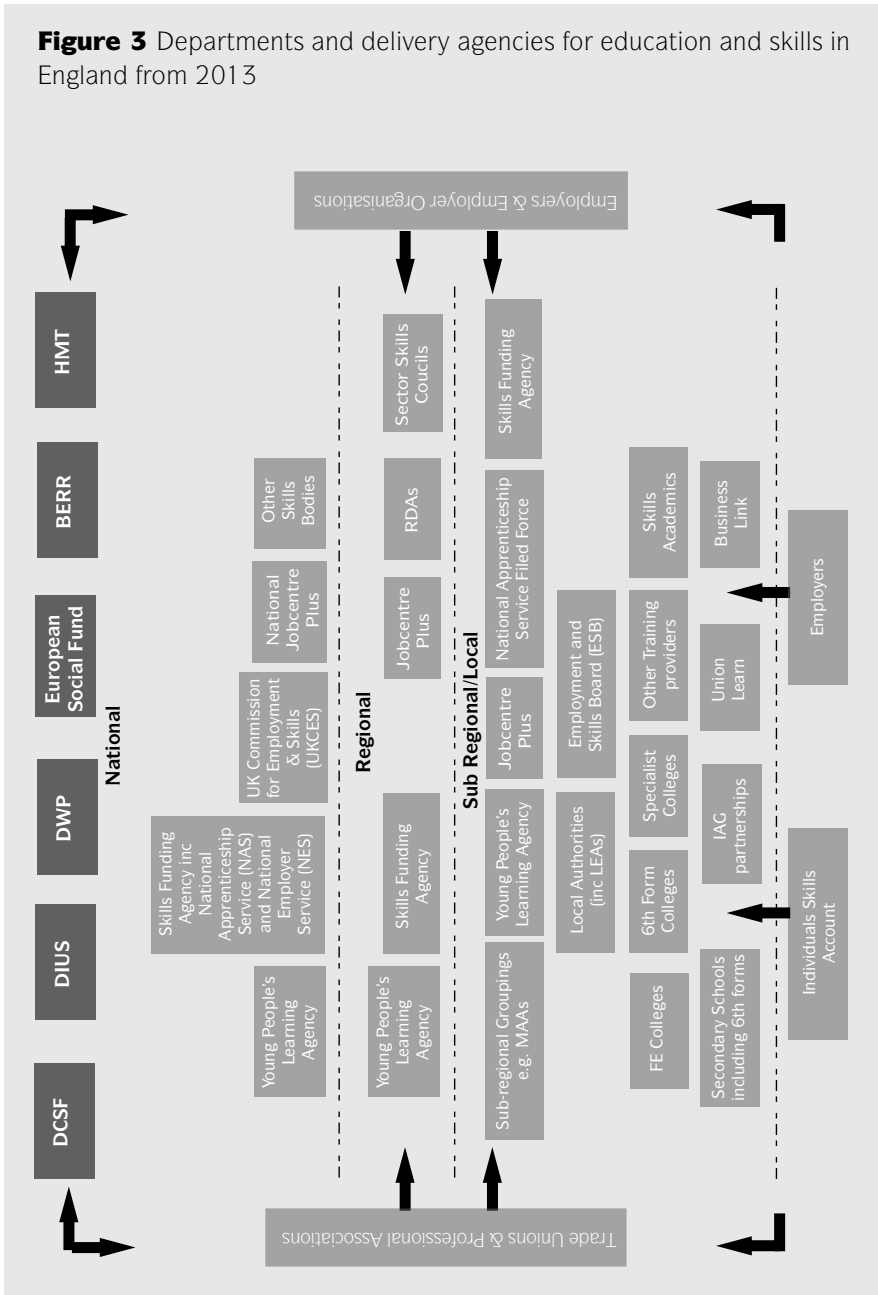 Figure 3 Departments and delivery agencies for education and skills in
England from 2013
DCSF
DIUS
DWP
European
Social Fund
BERR
HMT
National
Young People's
Learning
Agency
Skills Funding
Agency inc
National
Apprenticeship
Service (NAS)
and National
Employer
Service (NES)
UK Commission
for Employment
& Skills
(UKCES)
National
Jobcentre
Plus
Other
Skills
Bodies
Regional
Young People's
Learning
Agency
Skills Funding
Agency
Jobcentre
Plus
RDAs
Sector Skills
Coucils
Sub Regional/Local
Sub-regional Groupings
e.g. MAAs
Young People's
Learning Agency
Jobcentre
Plus
National Apprenticeship
Service Filed Force
Skills Funding
Agency
Local Authorities
(inc LEAs)
Employment and
Skills Board (ESB)
FE Colleges
6th Form
Colleges
Specialist
Colleges
Other Training
providers
Skills
Academics
Secondary Schools
including 6th forms
IAG
partnerships
Union
Learn
Business
Link
Individuals Skills
Account
Employers
Trade Unions & Professional Associations
Employers & Employer Organisations